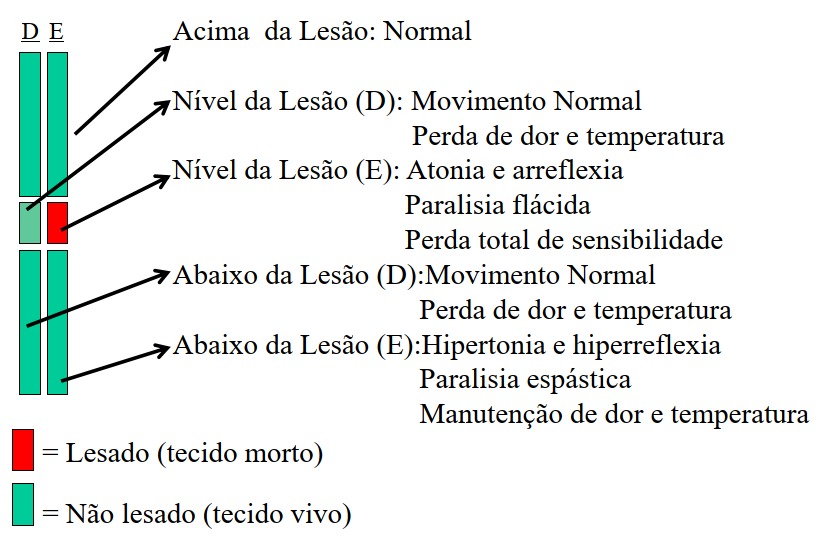 D E
Acima da Lesão: Normal
Nível da Lesão (D): Movimento Normal
Perda de dor e temperatura
Nível da Lesão (E): Atonia e arreflexia
Paralisia flácida
Perda total de sensibilidade
Abaixo da Lesão (D):Movimento Normal
Perda de dor e temperatura
Abaixo da Lesão (E):Hipertonia e hiperreflexia
Paralisia espástica
Manutenção de dor e temperatura
= Lesado (tecido morto)
= Não lesado (tecido vivo)